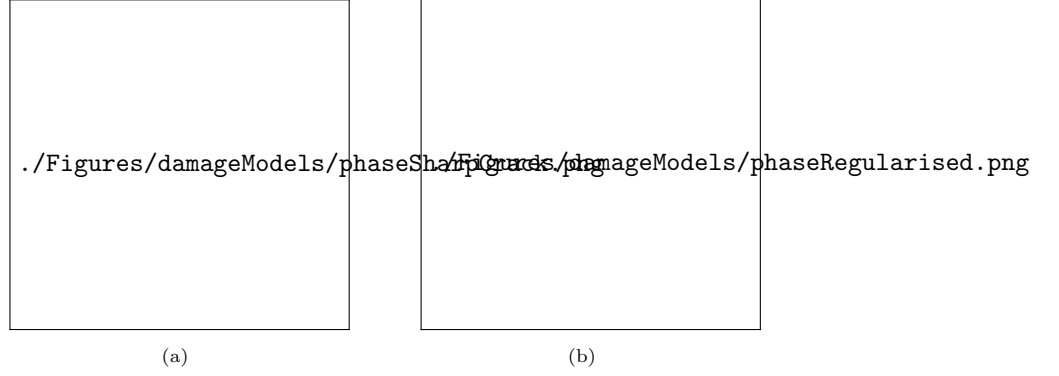 ./Figures/damageModels/phaseSharpCrack.png
./Figures/damageModels/phaseRegularised.png
(a)
(b)